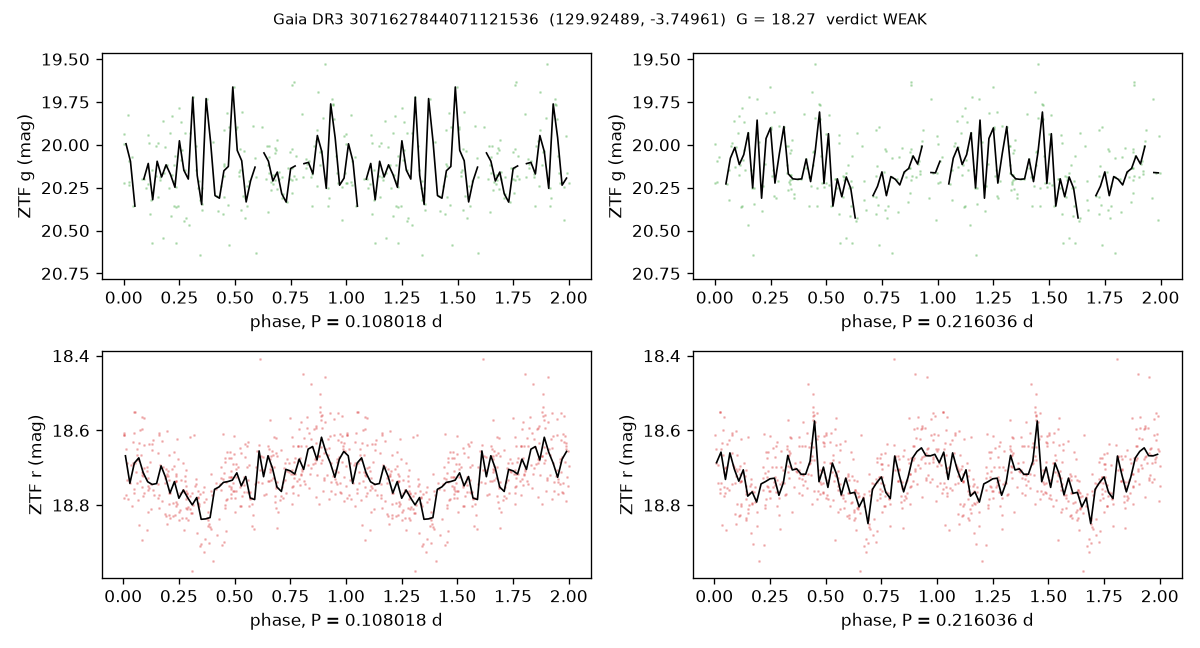 Gaia DR3 3071627844071121536 (129.92489, -3.74961) G = 18.27 verdict WEAK
ZTF g (mag)
19.50
19.75
20.00
20.25
20.50
20.75
0.00 0.25 0.50 0.75 1.00 1.25 1.50 1.75 2.00
phase, P = 0.108018 d
ZTF g (mag)
19.50
19.75
20.00
20.25
20.50
20.75
0.00 0.25 0.50 0.75 1.00 1.25 1.50 1.75 2.00
phase, P = 0.216036 d
ZTF r (mag)
18.4
18.6
18.8
0.00 0.25 0.50 0.75 1.00 1.25 1.50 1.75 2.00
phase, P = 0.108018 d
ZTF r (mag)
18.4
18.6
18.8
0.00 0.25 0.50 0.75 1.00 1.25 1.50 1.75 2.00
phase, P = 0.216036 d